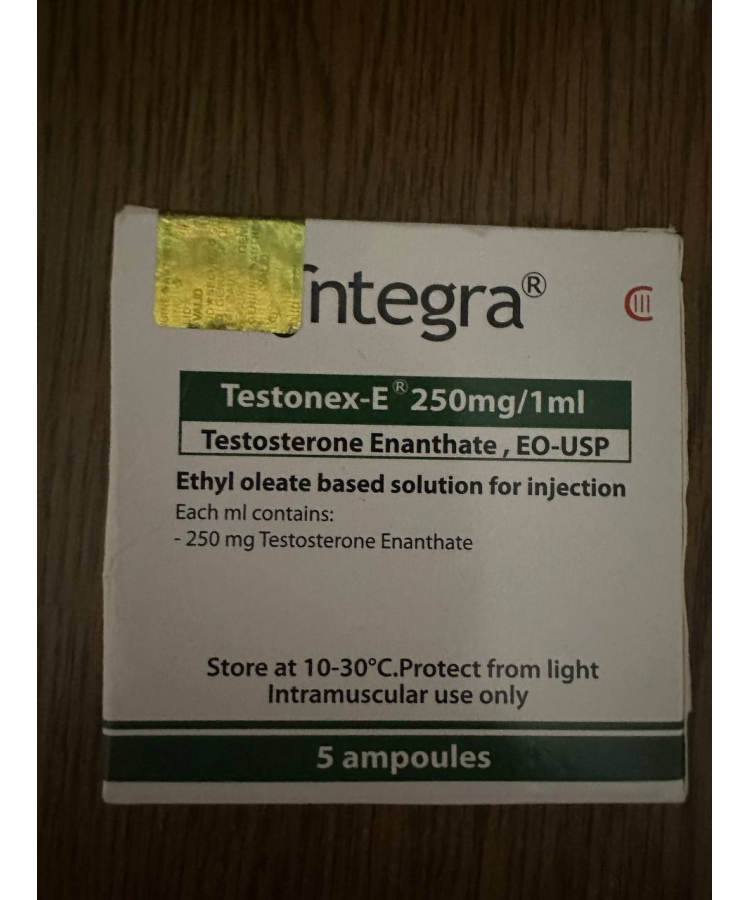 ntegra®
CIII
Testonex-E® 250mg/1ml
Testosterone Enanthate , EO-USP
Ethyl oleate based solution for injection
Each ml contains:
- 250 mg Testosterone Enanthate
Store at 10-30°C.Protect from light
Intramuscular use only
5 ampoules